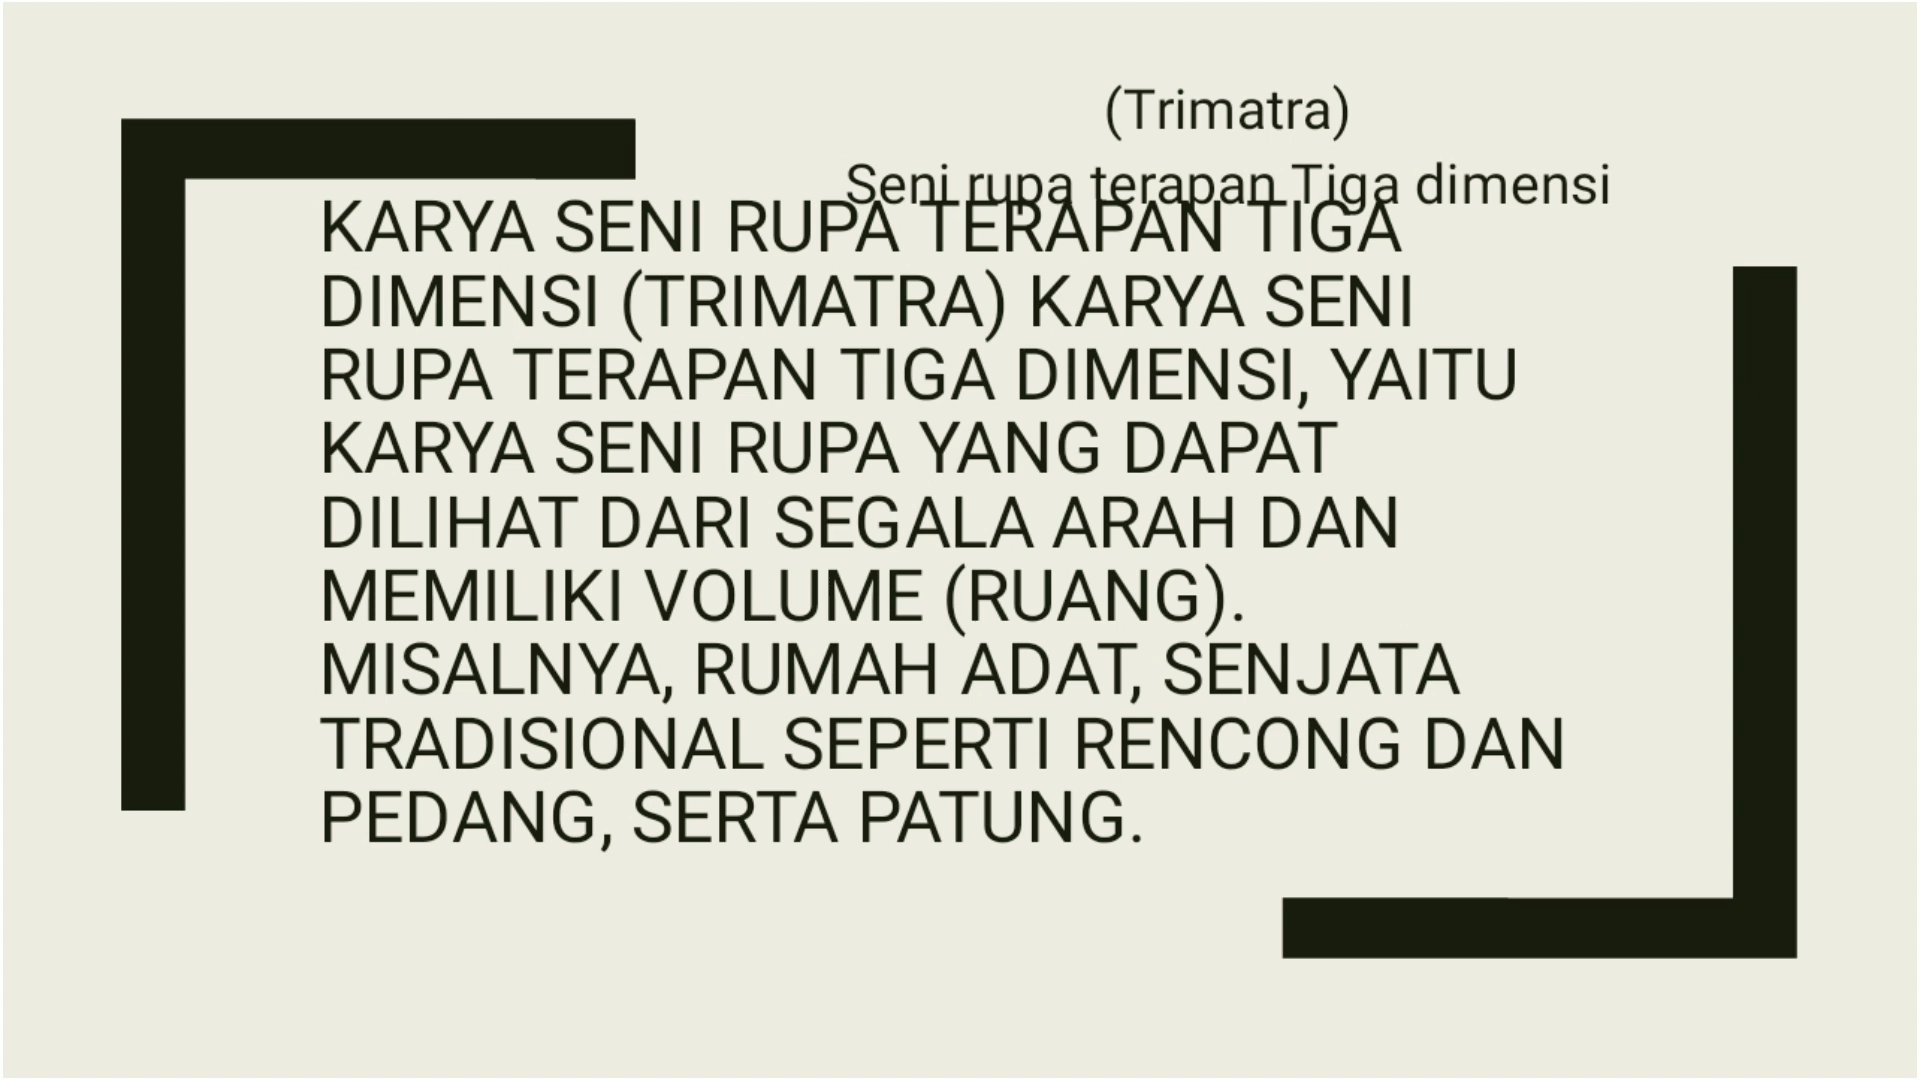 (Trimatra)
Seni rupa terapan Tiga dimensi
KARYA SENI RUPA TERAPAN TIGA
DIMENSI (TRIMATRA) KARYA SENI
RUPA TERAPAN TIGA DIMENSI, YAITU
KARYA SENI RUPA YANG DAPAT
DILIHAT DARI SEGALA ARAH DAN
MEMILIKI VOLUME (RUANG).
MISALNYA, RUMAH ADAT, SENJATA
TRADISIONAL SEPERTI RENCONG DAN
PEDANG, SERTA PATUNG.